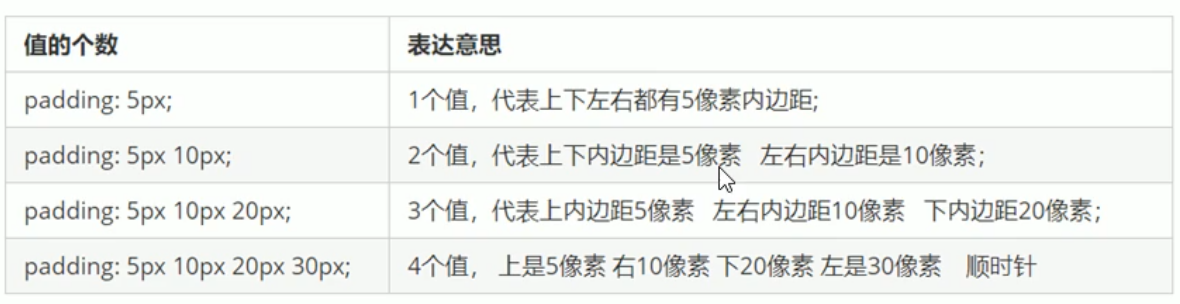 值的个数 表达意思
padding: 5px; 1个值，代表上下左右都有5像素内边距;
padding: 5px 10px; 2个值，代表上下内边距是5像素 左右内边距是10像素；
padding: 5px 10px 20px; 3个值，代表上内边距5像素 左右内边距10像素 下内边距20像素；
padding: 5px 10px 20px 30px; 4个值， 上是5像素 右10像素 下20像素 左是30像素 顺时针